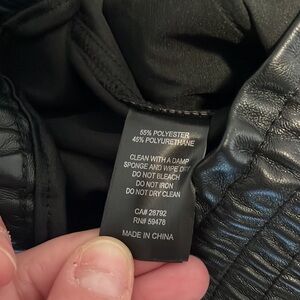 55% POLYESTER
45% POLYURETHANE
CLEAN WITH A DAMP
SPONGE AND WIPE DRY
DO NOT BLEACH
DO NOT IRON
DO NOT DRY CLEAN
CA# 28792
RN# 59478
MADE IN CHINA